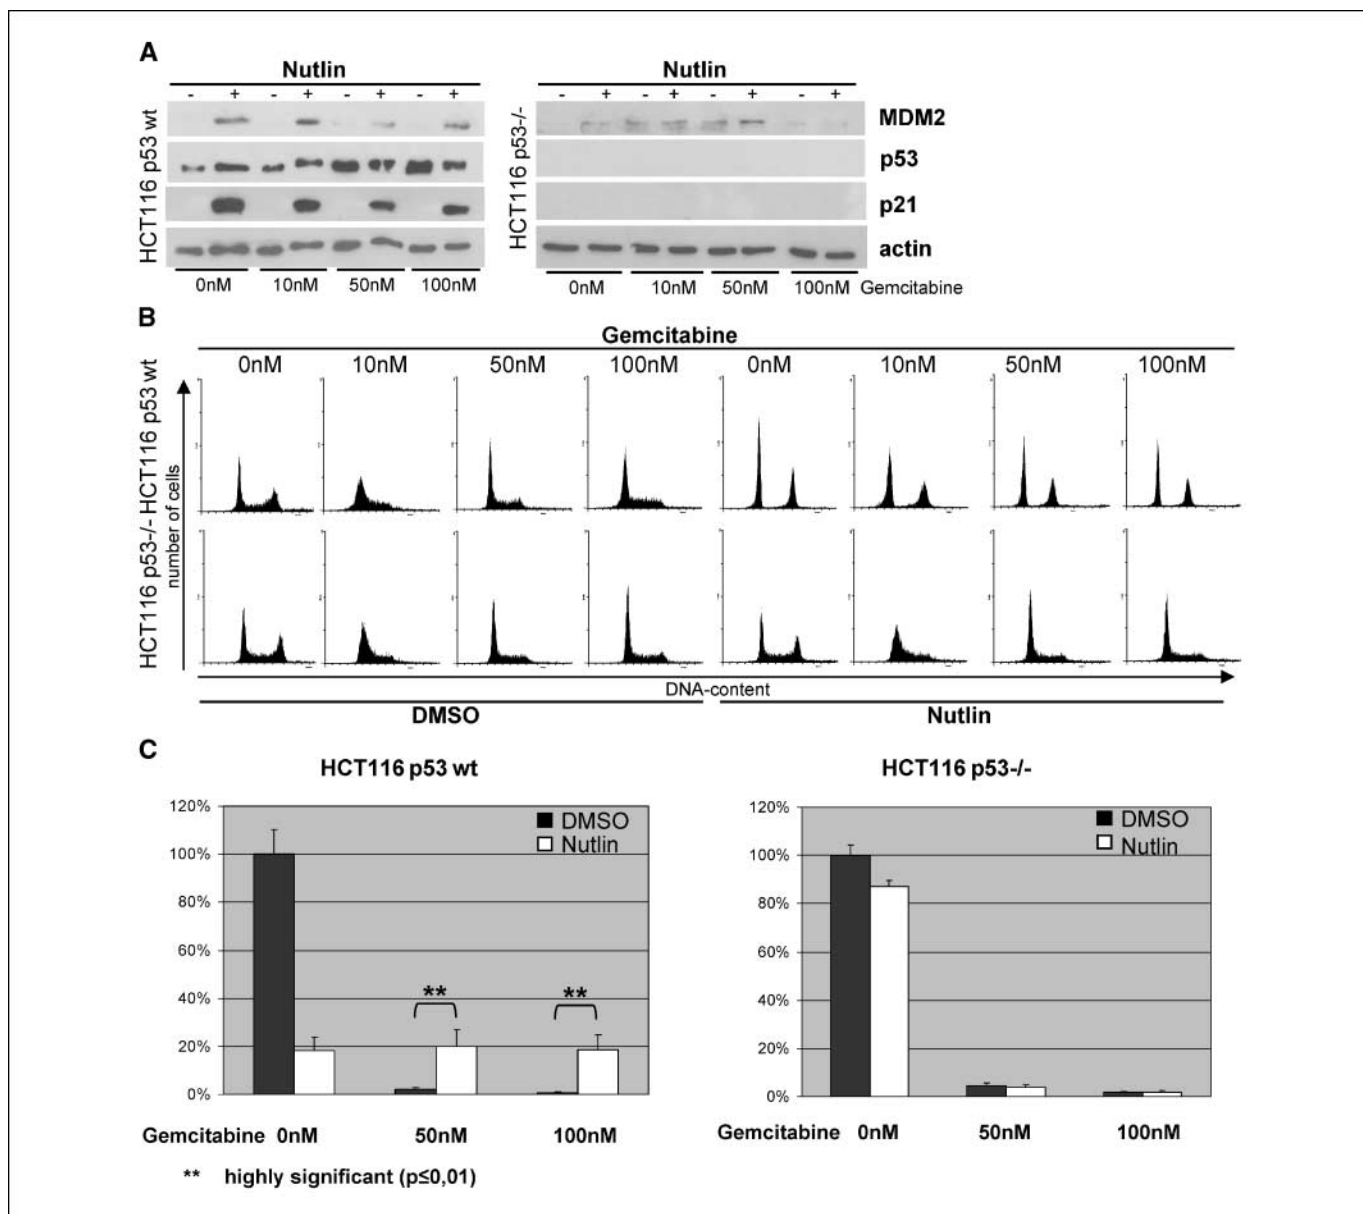 A
Nutlin
Nutlin
- + - + - + - +
- + - + - + - +
HCT116 p53 wt
HCT116 p53-/-
MDM2
p53
p21
actin
0nM 10nM 50nM 100nM
0nM 10nM 50nM 100nM Gemcitabine
B
Gemcitabine
0nM 10nM 50nM 100nM 0nM 10nM 50nM 100nM
HCT116 p53-/- HCT116 p53 wt
number of cells
DNA-content
DMSO
Nutlin
C
HCT116 p53 wt
HCT116 p53-/-
120%
100%
80%
60%
40%
20%
0%
DMSO
Nutlin
** **
120%
100%
80%
60%
40%
20%
0%
DMSO
Nutlin
Gemcitabine 0nM 50nM 100nM
Gemcitabine 0nM 50nM 100nM
** highly significant (p≤0,01)